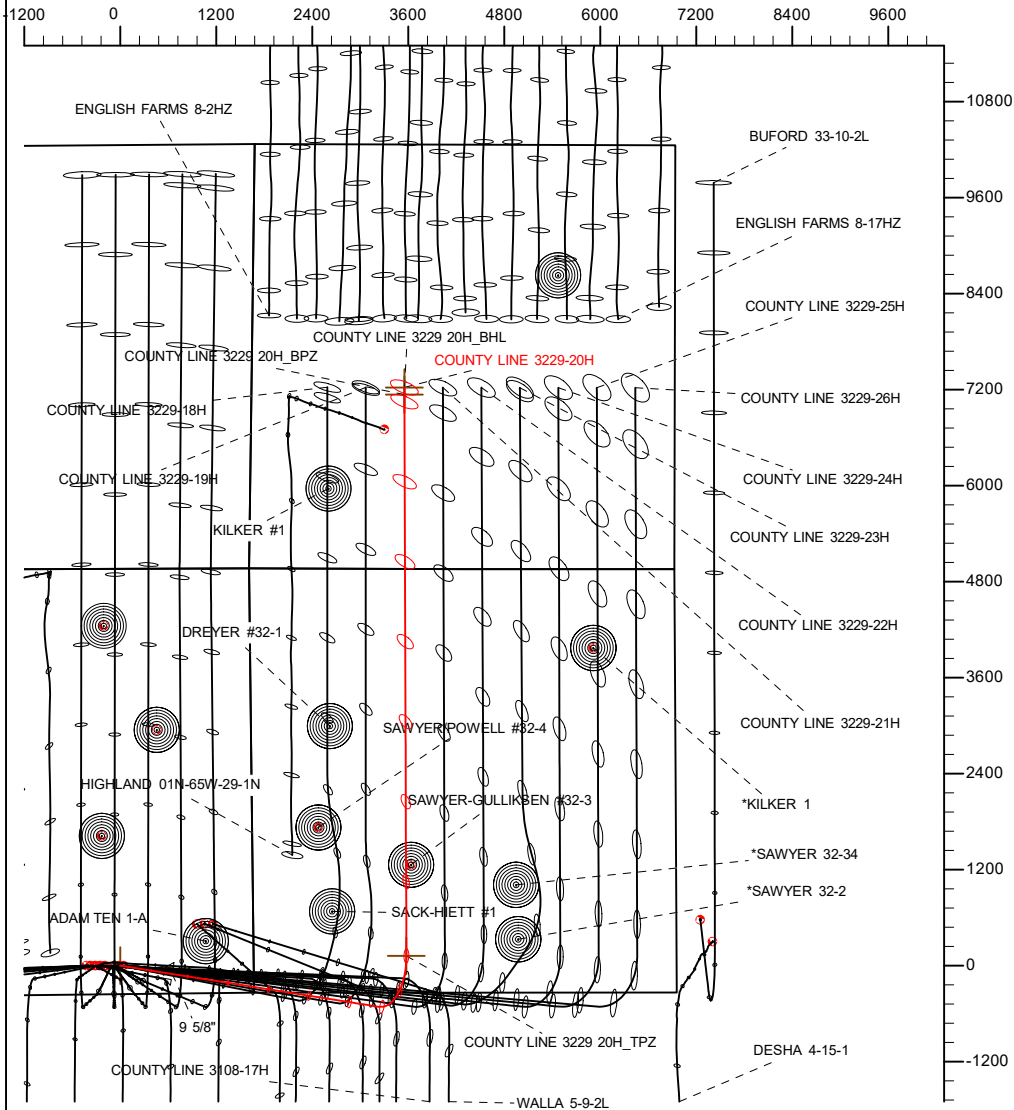 -1200 0 1200 2400 3600 4800 6000 7200 8400 9600
10800
ENGLISH FARMS 8-2HZ
BUFORD 33-10-2L
9600
ENGLISH FARMS 8-17HZ
8400
COUNTY LINE 3229-25H
COUNTY LINE 3229 20H_BHL
COUNTY LINE 3229 20H_BPZ
COUNTY LINE 3229-20H
7200
COUNTY LINE 3229-26H
COUNTY LINE 3229-18H
COUNTY LINE 3229-19H
COUNTY LINE 3229-24H
6000
KILKER #1
COUNTY LINE 3229-23H
4800
DREYER #32-1
COUNTY LINE 3229-22H
3600
SAWYER/POWELL #32-4
COUNTY LINE 3229-21H
2400
HIGHLAND 01N-65W-29-1N
SAWYER-GULLIKSEN #32-3
*KILKER 1
*SAWYER 32-34
1200
*SAWYER 32-2
ADAM TEN 1-A
SACK-HIETT #1
0
9 5/8"
COUNTY LINE 3229 20H_TPZ
DESHA 4-15-1
-1200
COUNTY LINE 3108-17H
WALLA 5-9-2L